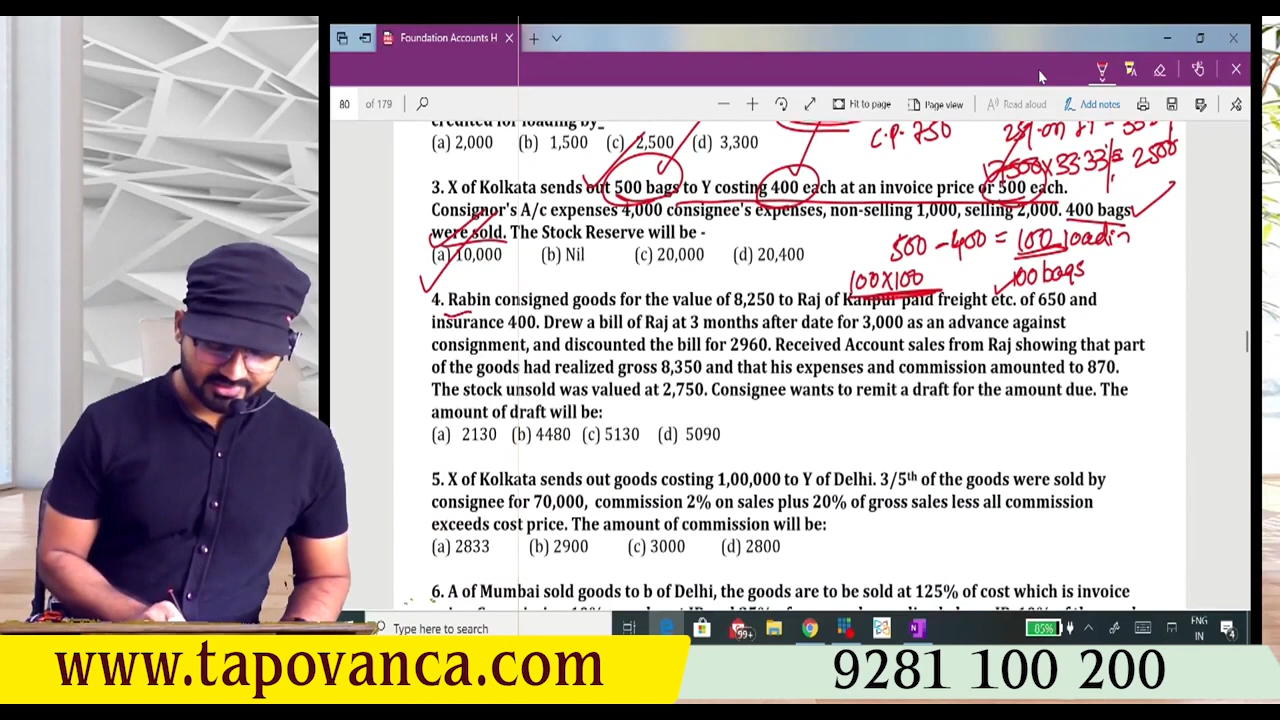 Foundation Accounts H
80 of 179
Fit to page
Page view
Read aloud
Add notes
credited for loading by_
(a) 2,000 (b) 1,500 (c) 2,500 (d) 3,300
C.P. 750
2500
3. X of Kolkata sends out 500 bags to Y costing 400 each at an invoice price or 500 each.
Consignor's A/c expenses 4,000 consignee's expenses, non-selling 1,000, selling 2,000. 400 bags
were sold. The Stock Reserve will be -
500 - 400 = 100 loadin
(a) 10,000 (b) Nil (c) 20,000 (d) 20,400
100x100
100 bags
4. Rabin consigned goods for the value of 8,250 to Raj of Kanpur paid freight etc. of 650 and
insurance 400. Drew a bill of Raj at 3 months after date for 3,000 as an advance against
consignment, and discounted the bill for 2960. Received Account sales from Raj showing that part
of the goods had realized gross 8,350 and that his expenses and commission amounted to 870.
The stock unsold was valued at 2,750. Consignee wants to remit a draft for the amount due. The
amount of draft will be:
(a) 2130 (b) 4480 (c) 5130 (d) 5090
5. X of Kolkata sends out goods costing 1,00,000 to Y of Delhi. 3/5th of the goods were sold by
consignee for 70,000, commission 2% on sales plus 20% of gross sales less all commission
exceeds cost price. The amount of commission will be:
(a) 2833 (b) 2900 (c) 3000 (d) 2800
6. A of Mumbai sold goods to b of Delhi, the goods are to be sold at 125% of cost which is invoice
Type here to search
99+
85%
ENG
IN
4
www.tapovanca.com
9281 100 200